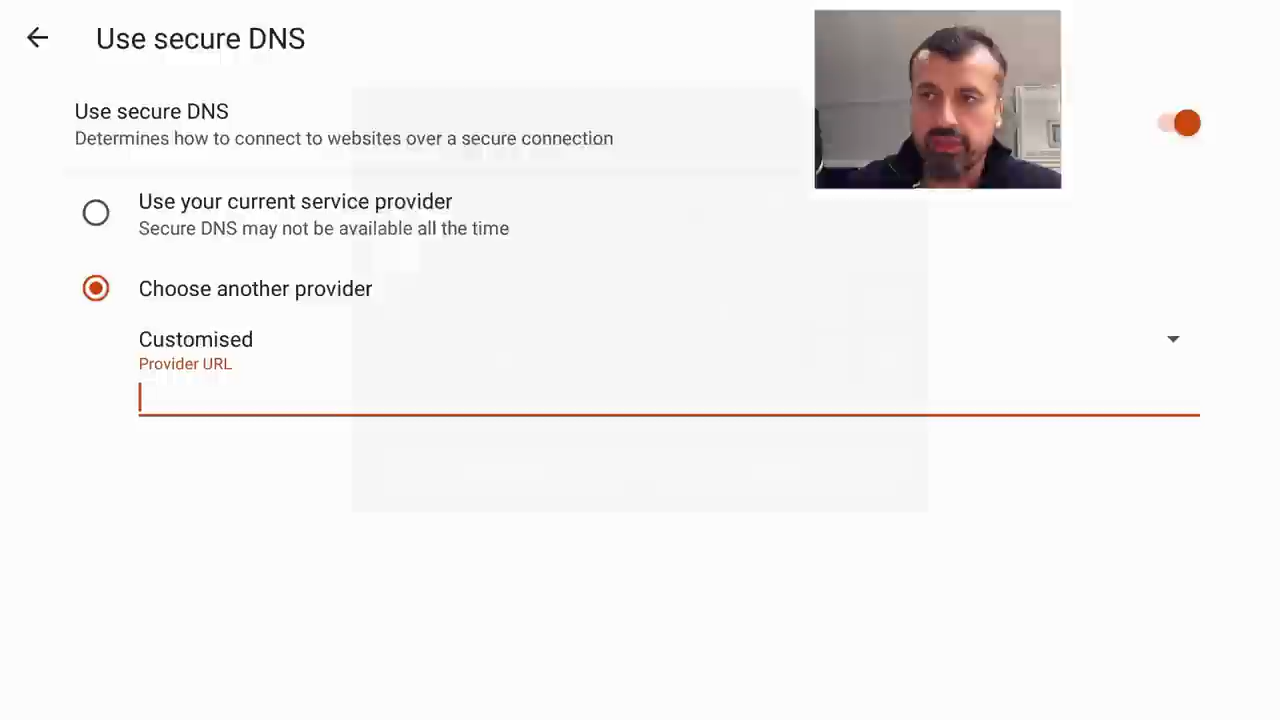 Use secure DNS
Use secure DNS
Determines how to connect to websites over a secure connection
Use your current service provider
Secure DNS may not be available all the time
Choose another provider
Customised
Provider URL